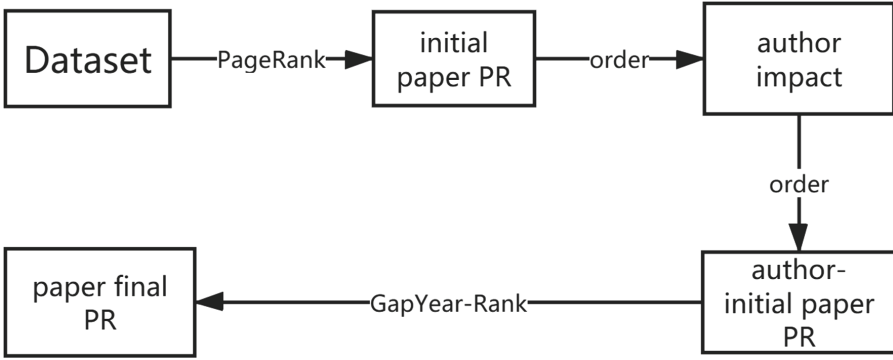 Dataset
PageRank
initial
paper PR
order
author
impact
order
author-
initial paper
PR
GapYear-Rank
paper final
PR